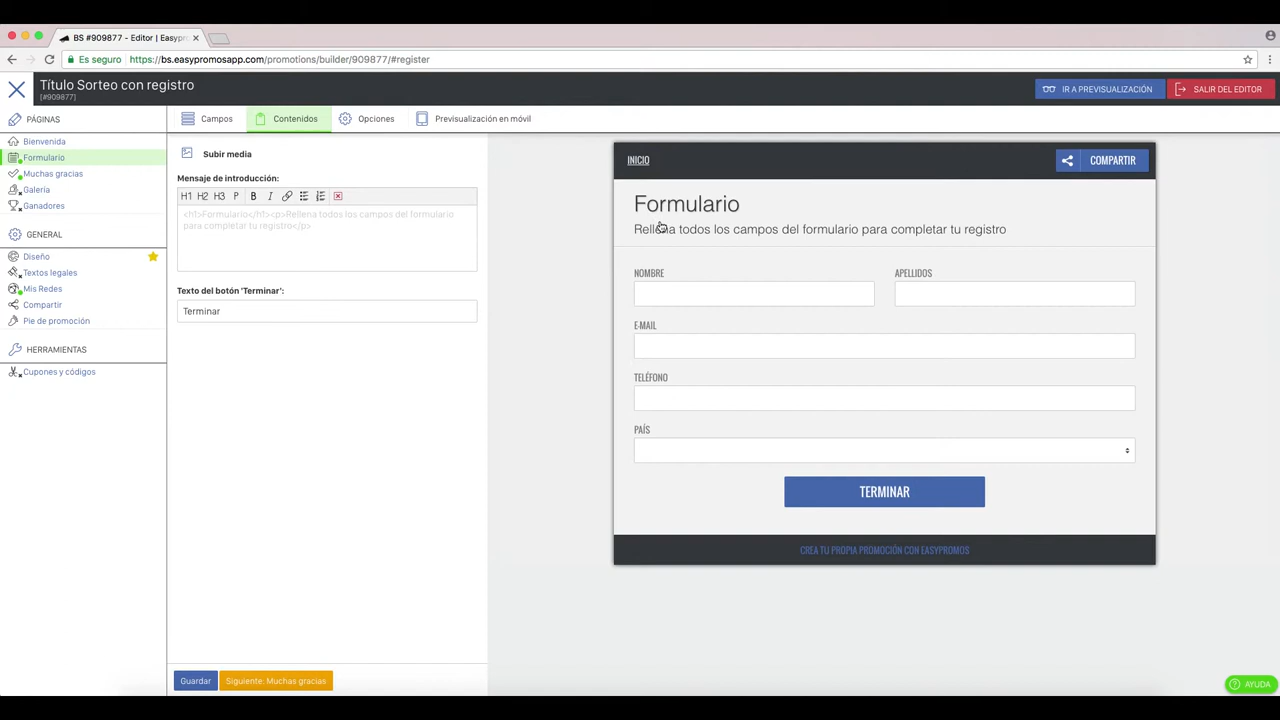 BS #909877 - Editor | Easypro
Es seguro
https://bs.easypromosapp.com/promotions/builder/909877/#register
Título Sorteo con registro
[#909877]
IR A PREVISUALIZACIÓN
SALIR DEL EDITOR
PÁGINAS
Bienvenida
Formulario
Muchas gracias
Galería
Ganadores
GENERAL
Diseño
Textos legales
Mis Redes
Compartir
Pie de promoción
HERRAMIENTAS
Cupones y códigos
Campos
Contenidos
Opciones
Previsualización en móvil
Subir media
Mensaje de introducción:
H1 H2 H3 P B I
<h1>Formulario</h1><p>Rellena todos los campos del formulario
para completar tu registro</p>
Texto del botón 'Terminar':
Terminar
Guardar
Siguiente: Muchas gracias
INICIO
COMPARTIR
Formulario
Rellena todos los campos del formulario para completar tu registro
NOMBRE
APELLIDOS
E-MAIL
TELÉFONO
PAÍS
TERMINAR
CREA TU PROPIA PROMOCIÓN CON EASYPROMOS
AYUDA